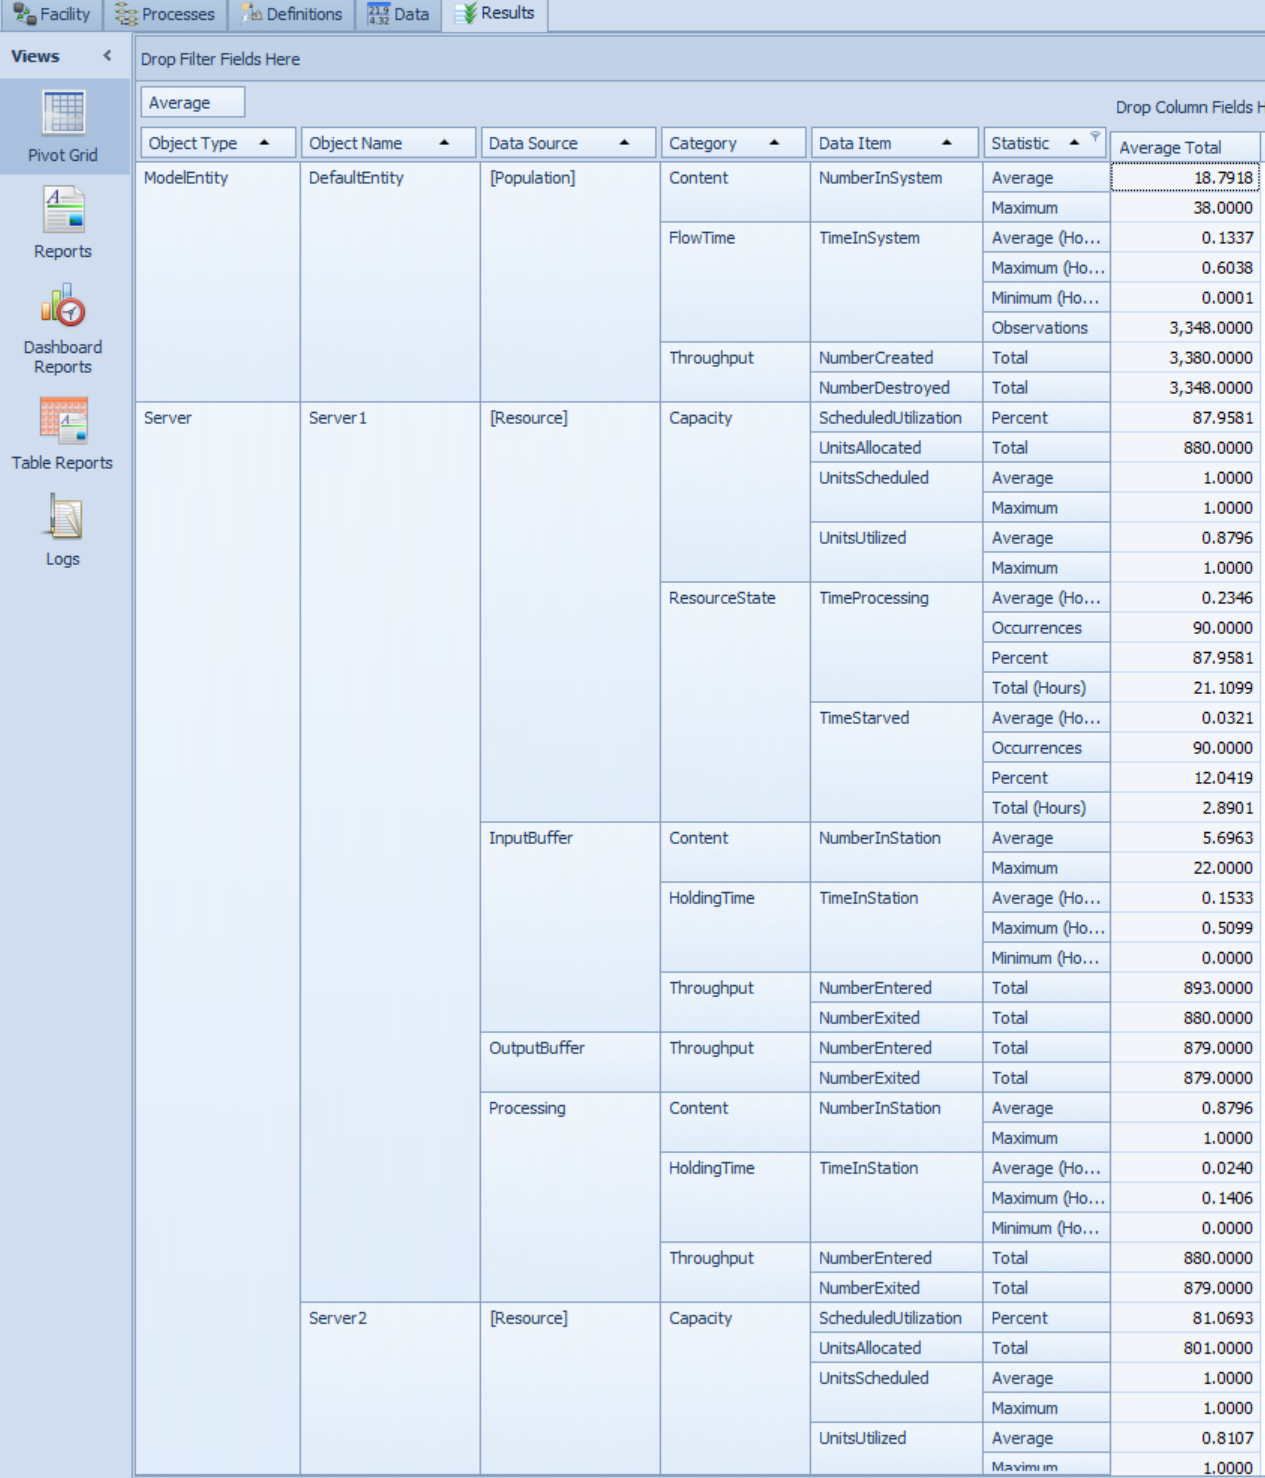 Facility Processes Definitions Data Results
Views <
Pivot Grid
Reports
Dashboard
Reports
Table Reports
Logs
Drop Filter Fields Here
Average
Drop Column Fields H
Object Type Object Name Data Source Category Data Item Statistic Average Total
ModelEntity DefaultEntity [Population] Content NumberInSystem Average 18.7918
Maximum 38.0000
FlowTime TimeInSystem Average (Ho... 0.1337
Maximum (Ho... 0.6038
Minimum (Ho... 0.0001
Observations 3,348.0000
Throughput NumberCreated Total 3,380.0000
NumberDestroyed Total 3,348.0000
Server Server1 [Resource] Capacity ScheduledUtilization Percent 87.9581
UnitsAllocated Total 880.0000
UnitsScheduled Average 1.0000
Maximum 1.0000
UnitsUtilized Average 0.8796
Maximum 1.0000
ResourceState TimeProcessing Average (Ho... 0.2346
Occurrences 90.0000
Percent 87.9581
Total (Hours) 21.1099
TimeStarved Average (Ho... 0.0321
Occurrences 90.0000
Percent 12.0419
Total (Hours) 2.8901
InputBuffer Content NumberInStation Average 5.6963
Maximum 22.0000
HoldingTime TimeInStation Average (Ho... 0.1533
Maximum (Ho... 0.5099
Minimum (Ho... 0.0000
Throughput NumberEntered Total 893.0000
NumberExited Total 880.0000
OutputBuffer Throughput NumberEntered Total 879.0000
NumberExited Total 879.0000
Processing Content NumberInStation Average 0.8796
Maximum 1.0000
HoldingTime TimeInStation Average (Ho... 0.0240
Maximum (Ho... 0.1406
Minimum (Ho... 0.0000
Throughput NumberEntered Total 880.0000
NumberExited Total 879.0000
Server2 [Resource] Capacity ScheduledUtilization Percent 81.0693
UnitsAllocated Total 801.0000
UnitsScheduled Average 1.0000
Maximum 1.0000
UnitsUtilized Average 0.8107
Maximum 1.0000